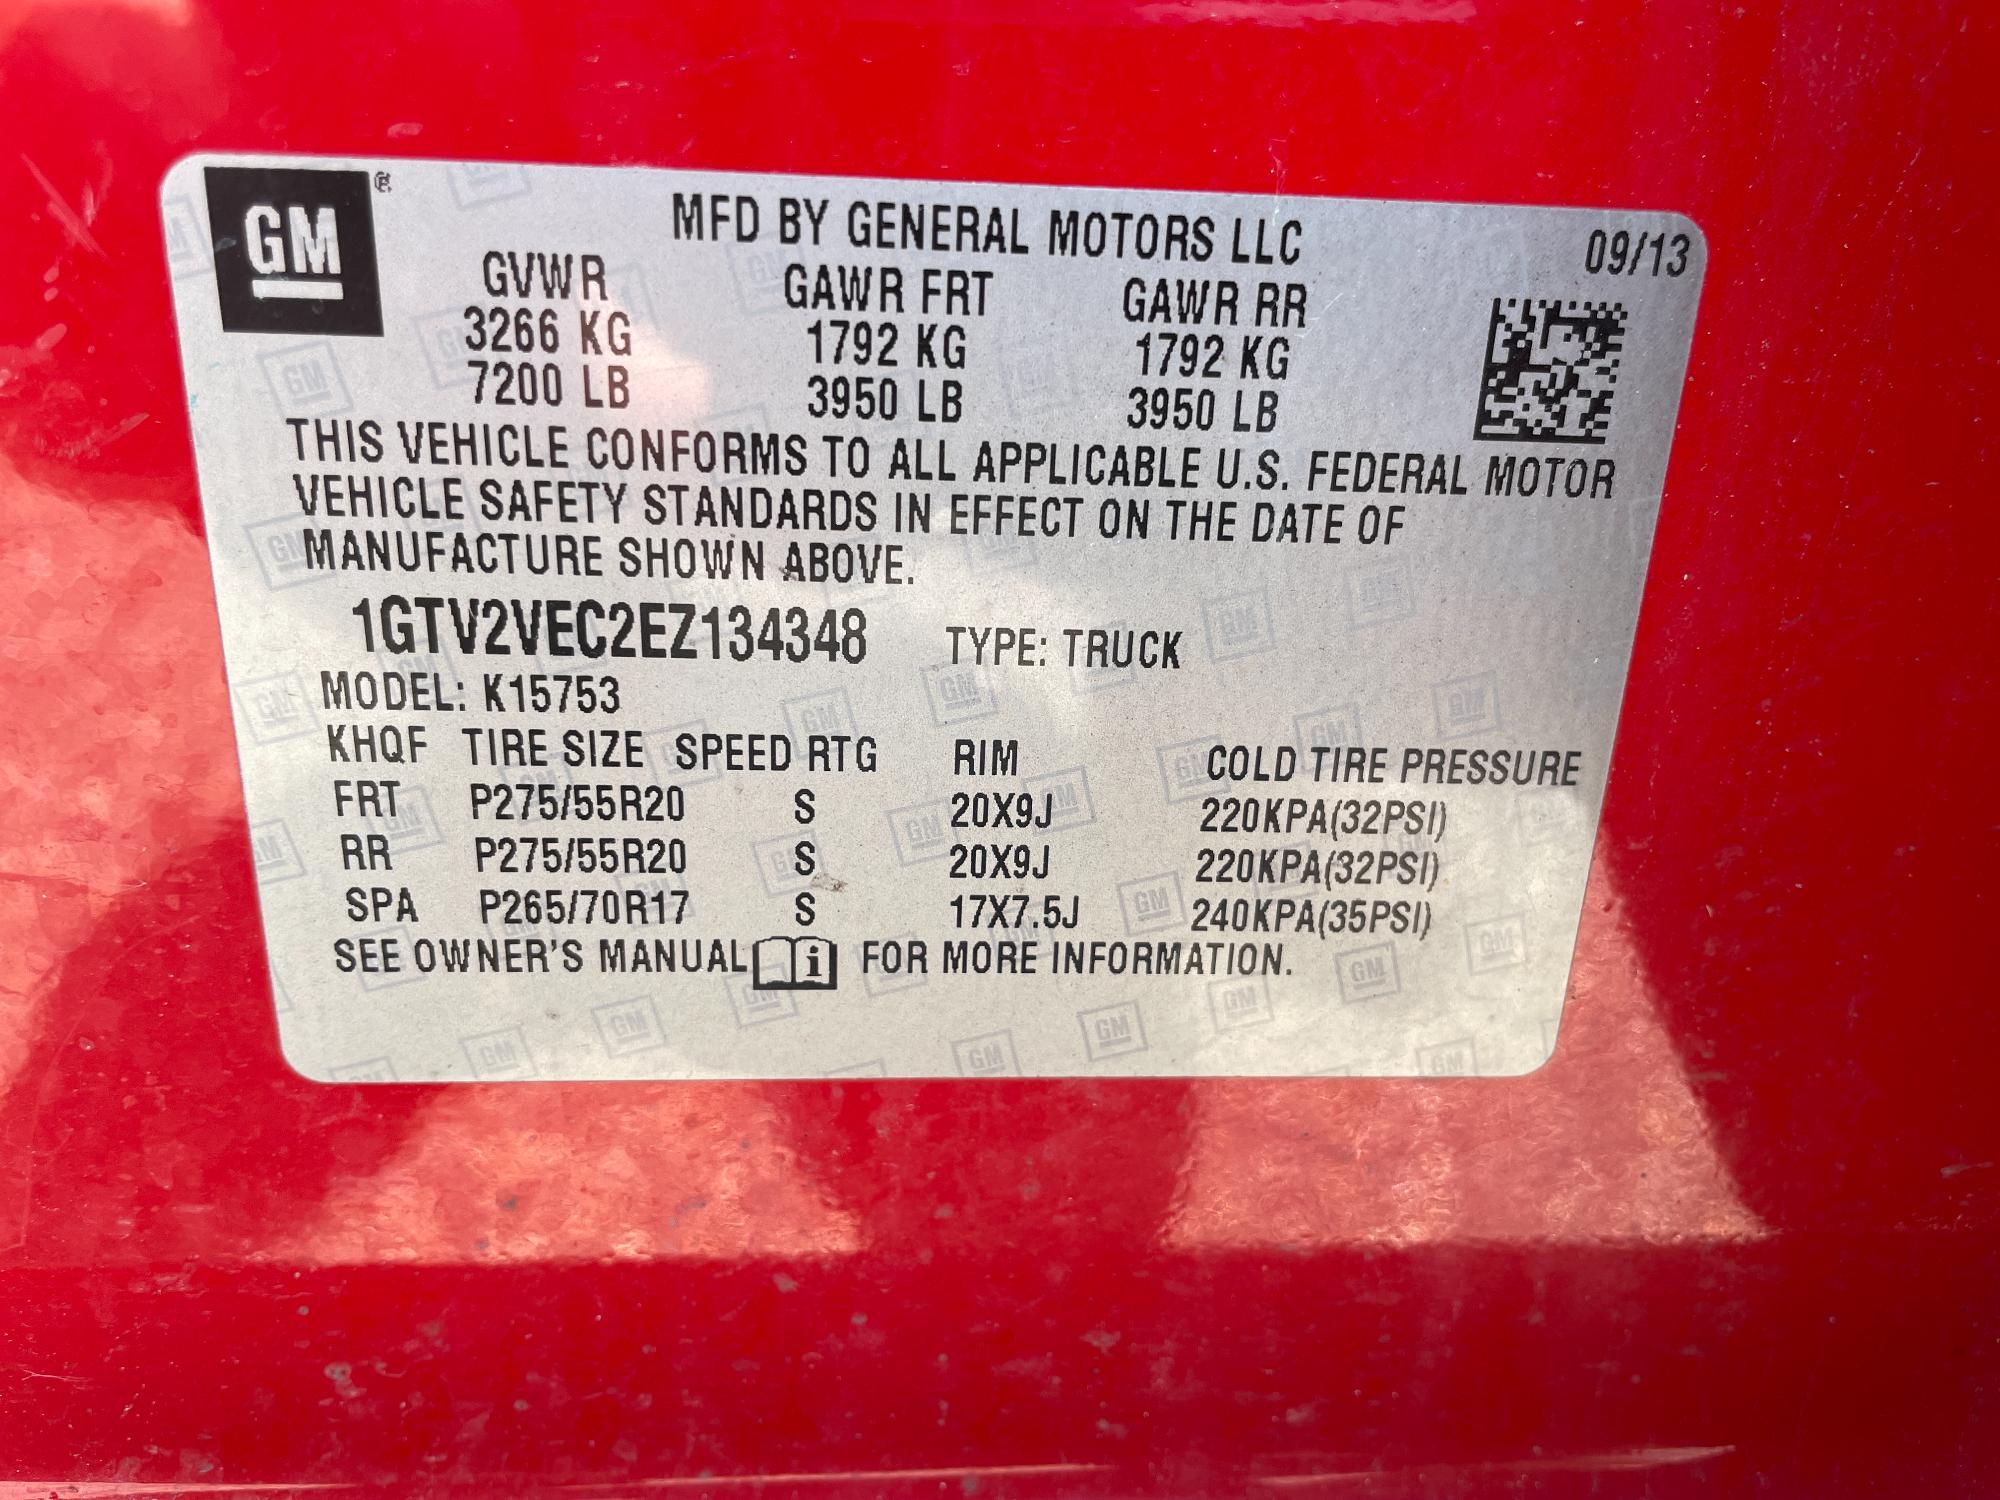 GM ®
MFD BY GENERAL MOTORS LLC 09/13
GVWR GAWR FRT GAWR RR
3266 KG 1792 KG 1792 KG
7200 LB 3950 LB 3950 LB
THIS VEHICLE CONFORMS TO ALL APPLICABLE U.S. FEDERAL MOTOR
VEHICLE SAFETY STANDARDS IN EFFECT ON THE DATE OF
MANUFACTURE SHOWN ABOVE.
1GTV2VEC2EZ134348 TYPE: TRUCK
MODEL: K15753
KHQF TIRE SIZE SPEED RTG RIM COLD TIRE PRESSURE
FRT P275/55R20 S 20X9J 220KPA(32PSI)
RR P275/55R20 S 20X9J 220KPA(32PSI)
SPA P265/70R17 S 17X7.5J 240KPA(35PSI)
SEE OWNER'S MANUAL i FOR MORE INFORMATION.